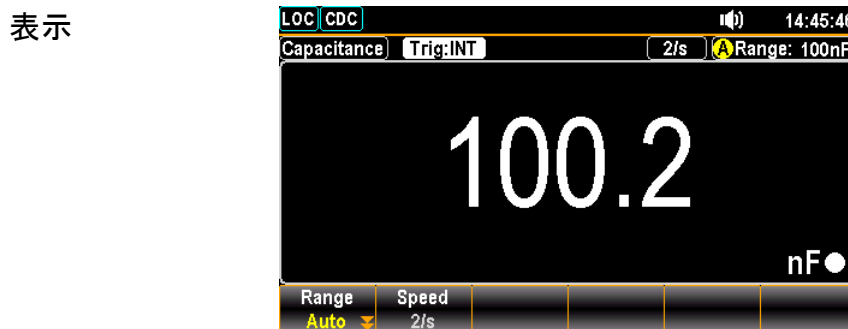 表示
LOC CDC 14:45:46
Capacitance Trig:INT 2/s A Range: 100nF
100.2
nF
Range Speed
Auto 2/s